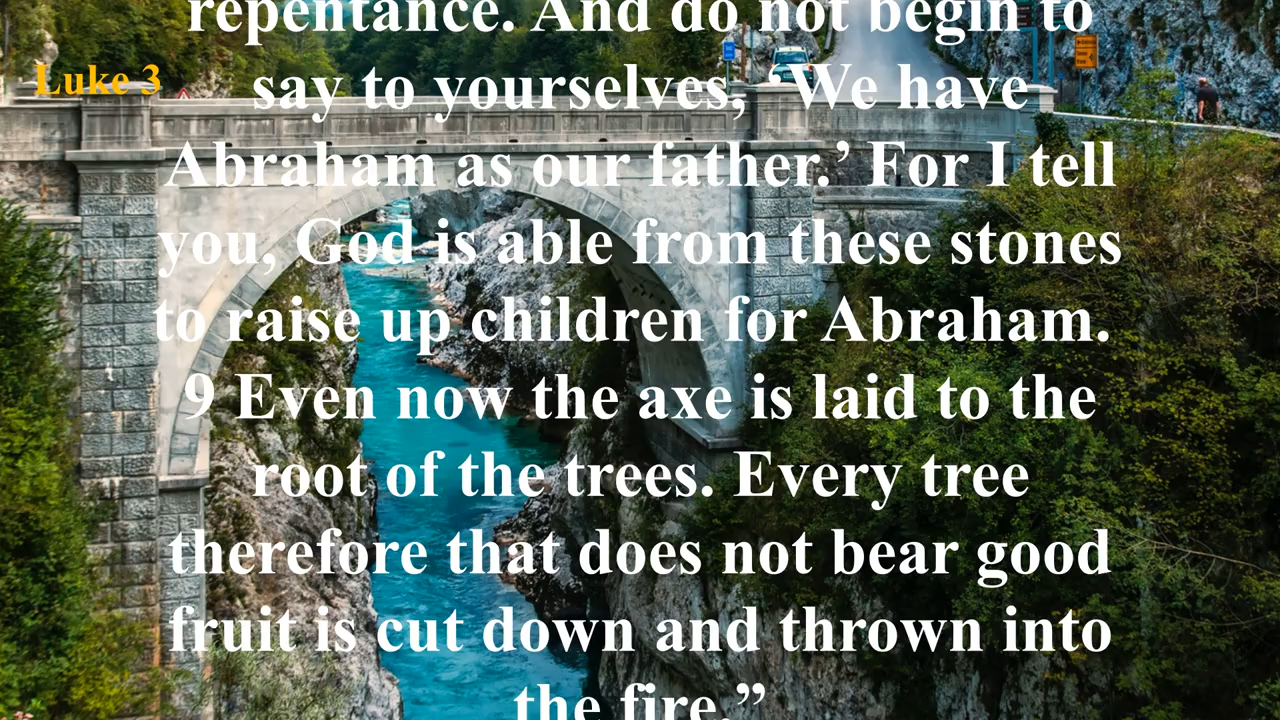 repentance. And do not begin to
Luke 3
say to yourselves, ‘We have
Abraham as our father.’ For I tell
you, God is able from these stones
to raise up children for Abraham.
9 Even now the axe is laid to the
root of the trees. Every tree
therefore that does not bear good
fruit is cut down and thrown into
the fire.”